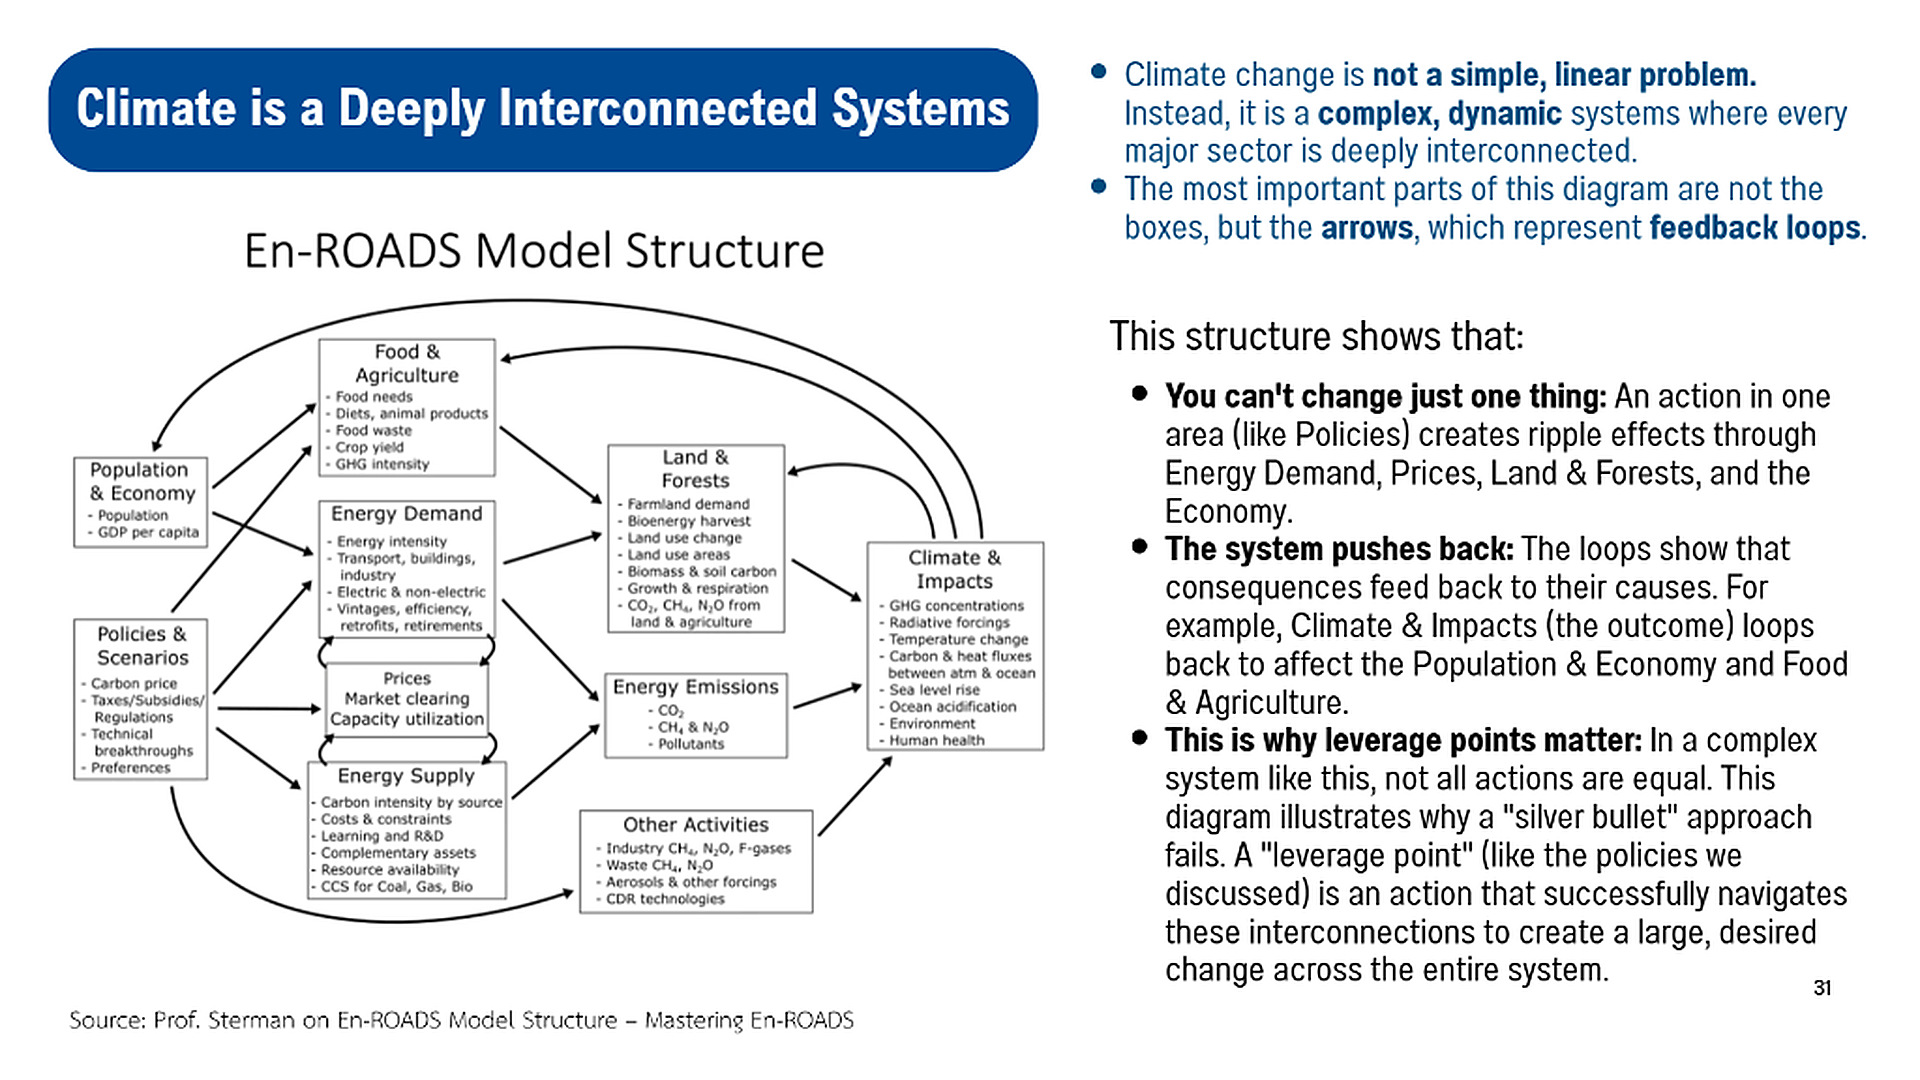 Climate is a Deeply Interconnected Systems
En-ROADS Model Structure
Food &
Agriculture
- Food needs
- Diets, animal products
- Food waste
- Crop yield
- GHG intensity
Population
& Economy
- Population
- GDP per capita
Energy Demand
- Energy intensity
- Transport, buildings,
industry
- Electric & non-electric
- Vintages, efficiency,
retrofits, retirements
Land &
Forests
- Farmland demand
- Bioenergy harvest
- Land use change
- Land use areas
- Biomass & soil carbon
- Growth & respiration
- CO₂, CH₄, N₂O from
land & agriculture
Climate &
Impacts
- GHG concentrations
- Radiative forcings
- Temperature change
- Carbon & heat fluxes
between atm & ocean
- Sea level rise
- Ocean acidification
- Environment
- Human health
Policies &
Scenarios
- Carbon price
- Taxes/Subsidies/
Regulations
- Technical
breakthroughs
- Preferences
Prices
Market clearing
Capacity utilization
Energy Emissions
- CO₂
- CH₄ & N₂O
- Pollutants
Energy Supply
- Carbon intensity by source
- Costs & constraints
- Learning and R&D
- Complementary assets
- Resource availability
- CCS for Coal, Gas, Bio
Other Activities
- Industry CH₄, N₂O, F-gases
- Waste CH₄, N₂O
- Aerosols & other forcings
- CDR technologies
Source: Prof. Sterman on En-ROADS Model Structure – Mastering En-ROADS
• Climate change is not a simple, linear problem.
Instead, it is a complex, dynamic systems where every
major sector is deeply interconnected.
• The most important parts of this diagram are not the
boxes, but the arrows, which represent feedback loops.
This structure shows that:
• You can't change just one thing: An action in one
area (like Policies) creates ripple effects through
Energy Demand, Prices, Land & Forests, and the
Economy.
• The system pushes back: The loops show that
consequences feed back to their causes. For
example, Climate & Impacts (the outcome) loops
back to affect the Population & Economy and Food
& Agriculture.
• This is why leverage points matter: In a complex
system like this, not all actions are equal. This
diagram illustrates why a "silver bullet" approach
fails. A "leverage point" (like the policies we
discussed) is an action that successfully navigates
these interconnections to create a large, desired
change across the entire system.
31